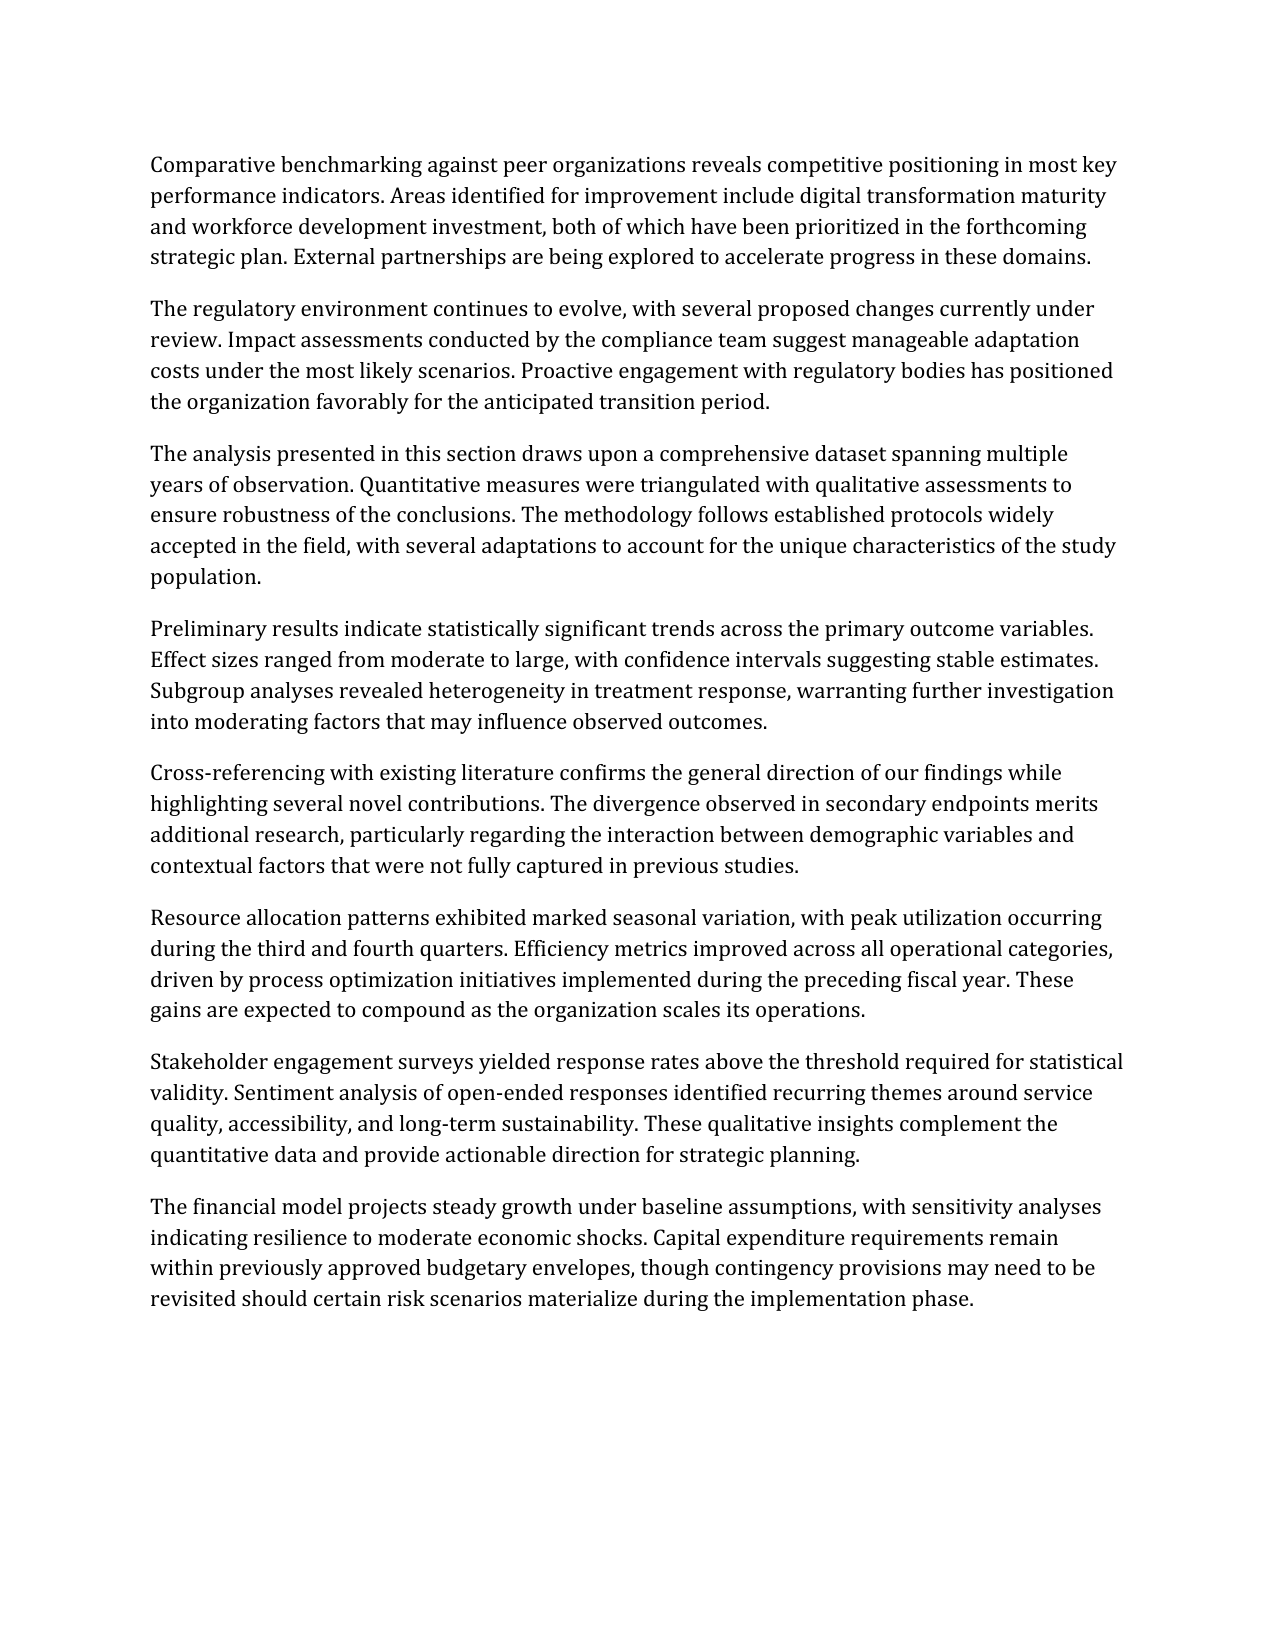 Comparative benchmarking against peer organizations reveals competitive positioning in most key
performance indicators. Areas identified for improvement include digital transformation maturity
and workforce development investment, both of which have been prioritized in the forthcoming
strategic plan. External partnerships are being explored to accelerate progress in these domains.
The regulatory environment continues to evolve, with several proposed changes currently under
review. Impact assessments conducted by the compliance team suggest manageable adaptation
costs under the most likely scenarios. Proactive engagement with regulatory bodies has positioned
the organization favorably for the anticipated transition period.
The analysis presented in this section draws upon a comprehensive dataset spanning multiple
years of observation. Quantitative measures were triangulated with qualitative assessments to
ensure robustness of the conclusions. The methodology follows established protocols widely
accepted in the field, with several adaptations to account for the unique characteristics of the study
population.
Preliminary results indicate statistically significant trends across the primary outcome variables.
Effect sizes ranged from moderate to large, with confidence intervals suggesting stable estimates.
Subgroup analyses revealed heterogeneity in treatment response, warranting further investigation
into moderating factors that may influence observed outcomes.
Cross-referencing with existing literature confirms the general direction of our findings while
highlighting several novel contributions. The divergence observed in secondary endpoints merits
additional research, particularly regarding the interaction between demographic variables and
contextual factors that were not fully captured in previous studies.
Resource allocation patterns exhibited marked seasonal variation, with peak utilization occurring
during the third and fourth quarters. Efficiency metrics improved across all operational categories,
driven by process optimization initiatives implemented during the preceding fiscal year. These
gains are expected to compound as the organization scales its operations.
Stakeholder engagement surveys yielded response rates above the threshold required for statistical
validity. Sentiment analysis of open-ended responses identified recurring themes around service
quality, accessibility, and long-term sustainability. These qualitative insights complement the
quantitative data and provide actionable direction for strategic planning.
The financial model projects steady growth under baseline assumptions, with sensitivity analyses
indicating resilience to moderate economic shocks. Capital expenditure requirements remain
within previously approved budgetary envelopes, though contingency provisions may need to be
revisited should certain risk scenarios materialize during the implementation phase.